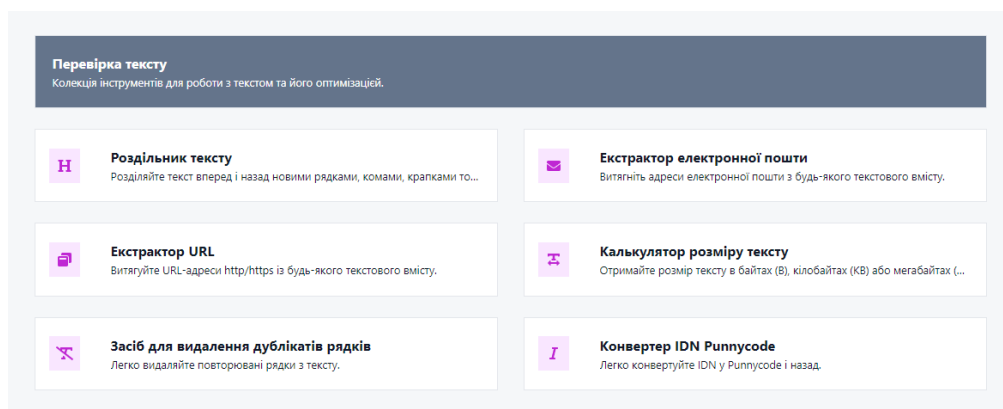 Перевірка тексту
Колекція інструментів для роботи з текстом та його оптимізацією.
Роздільник тексту
Розділяйте текст вперед і назад новими рядками, комами, крапками то...
Екстрактор електронної пошти
Витягніть адреси електронної пошти з будь-якого текстового вмісту.
Екстрактор URL
Витягуйте URL-адреси http/https із будь-якого текстового вмісту.
Калькулятор розміру тексту
Отримайте розмір тексту в байтах (B), кілобайтах (KB) або мегабайтах (...
Засіб для видалення дублікатів рядків
Легко видаляйте повторювані рядки з тексту.
Конвертер IDN Punnycode
Легко конвертуйте IDN у Punnycode і назад.